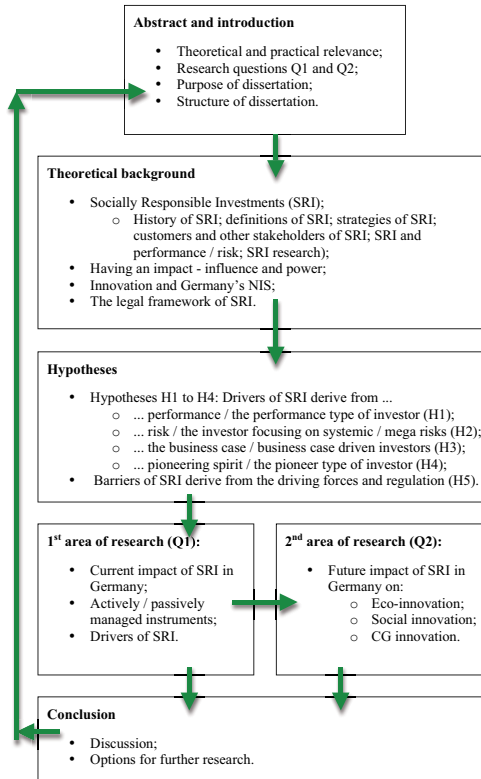 Abstract and introduction
• Theoretical and practical relevance;
• Research questions Q1 and Q2;
• Purpose of dissertation;
• Structure of dissertation.
Theoretical background
• Socially Responsible Investments (SRI);
o History of SRI; definitions of SRI; strategies of SRI;
customers and other stakeholders of SRI; SRI and
performance / risk; SRI research);
• Having an impact - influence and power;
• Innovation and Germany's NIS;
• The legal framework of SRI.
Hypotheses
• Hypotheses H1 to H4: Drivers of SRI derive from ...
o ... performance / the performance type of investor (H1);
o ... risk / the investor focusing on systemic / mega risks (H2);
o ... the business case / business case driven investors (H3);
o ... pioneering spirit / the pioneer type of investor (H4);
• Barriers of SRI derive from the driving forces and regulation (H5).
1st area of research (Q1):
• Current impact of SRI in
Germany;
• Actively / passively
managed instruments;
• Drivers of SRI.
2nd area of research (Q2):
• Future impact of SRI in
Germany on:
o Eco-innovation;
o Social innovation;
o CG innovation.
Conclusion
• Discussion;
• Options for further research.